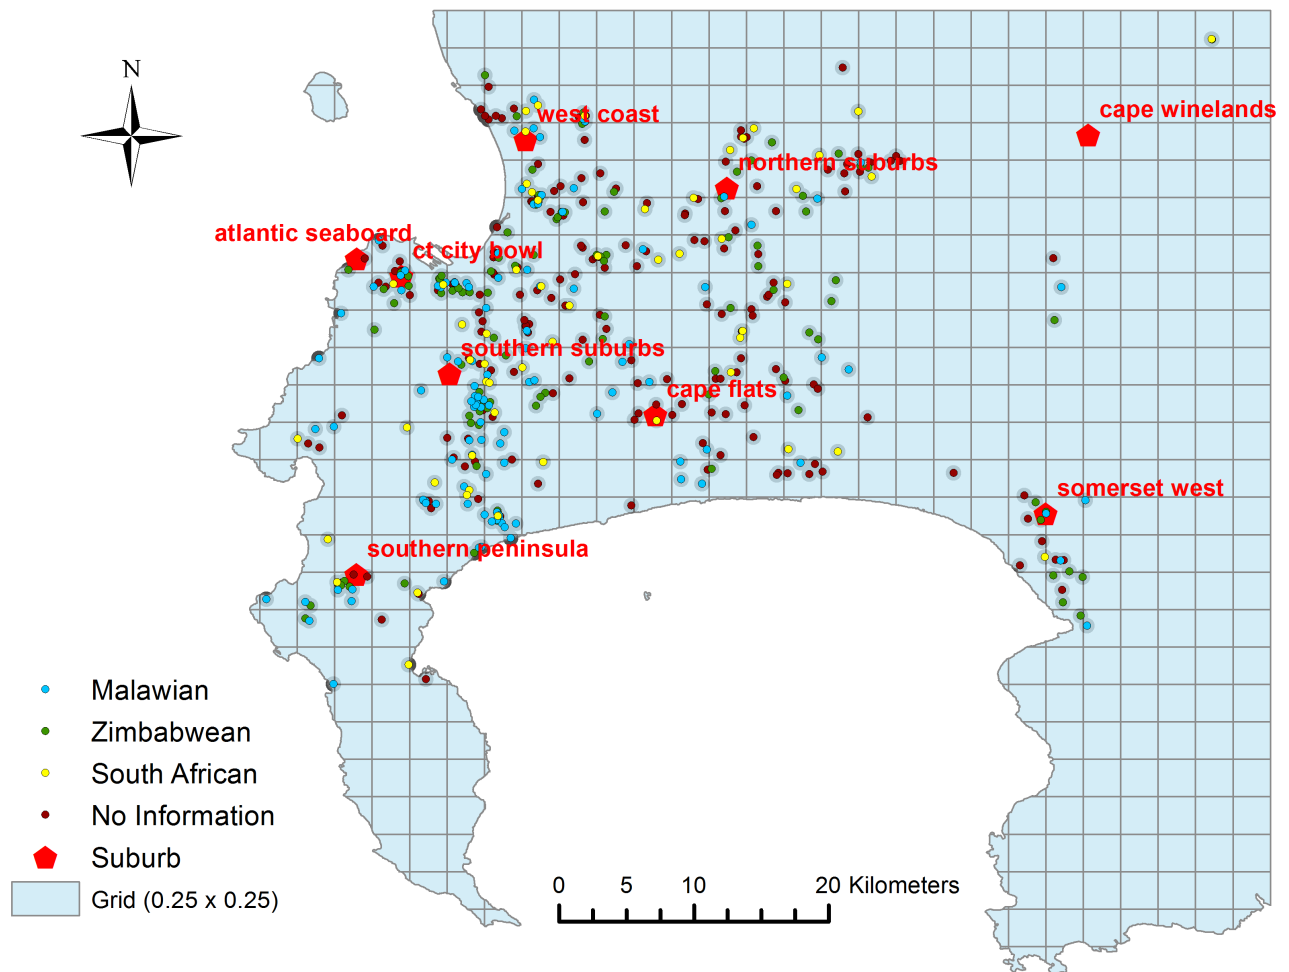 N
west coast
cape winelands
northern suburbs
atlantic seaboard
ct city bowl
southern suburbs
cape flats
somerset west
southern peninsula
Malawian
Zimbabwean
South African
No Information
Suburb
Grid (0.25 x 0.25)
0 5 10 20 Kilometers